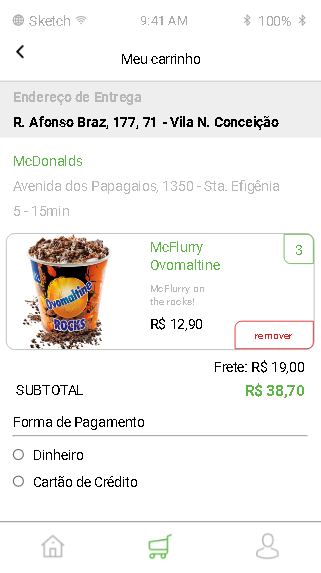 Sketch
9:41 AM
100%
Meu carrinho
Endereço de Entrega
R. Afonso Braz, 177, 71 - Vila N. Conceição
McDonalds
Avenida dos Papagaios, 1350 - Sta. Efigênia
5 - 15min
McFlurry
Ovomaltine
3
McFlurry on
the rocks!
R$ 12,90
remover
Ovomaltine
ROCKS
Frete: R$ 19,00
SUBTOTAL
R$ 38,70
Forma de Pagamento
Dinheiro
Cartão de Crédito